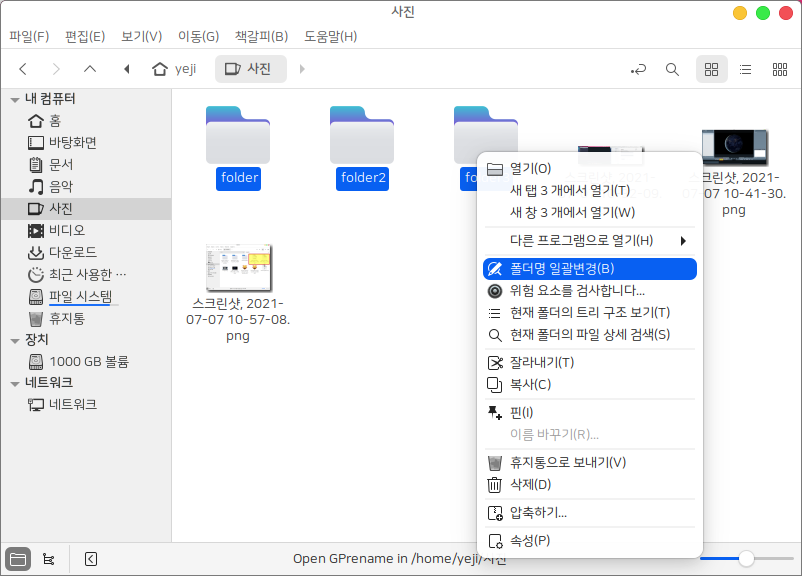 사진
파일(F) 편집(E) 보기(V) 이동(G) 책갈피(B) 도움말(H)
yeji 사진
내 컴퓨터
홈
바탕화면
문서
음악
사진
비디오
다운로드
최근 사용한 …
파일 시스템
휴지통
장치
1000 GB 볼륨
네트워크
네트워크
folder
folder2
fo
스크린샷, 2021-
07-07 10-41-30.
png
스크린샷, 2021-
07-07 10-57-08.
png
열기(O)
새 탭 3 개에서 열기(T)
새 창 3 개에서 열기(W)
다른 프로그램으로 열기(H)
폴더명 일괄변경(B)
위험 요소를 검사합니다...
현재 폴더의 트리 구조 보기(T)
현재 폴더의 파일 상세 검색(S)
잘라내기(T)
복사(C)
핀(I)
이름 바꾸기(R)...
휴지통으로 보내기(V)
삭제(D)
압축하기...
속성(P)
Open GPrename in /home/yeji/사진